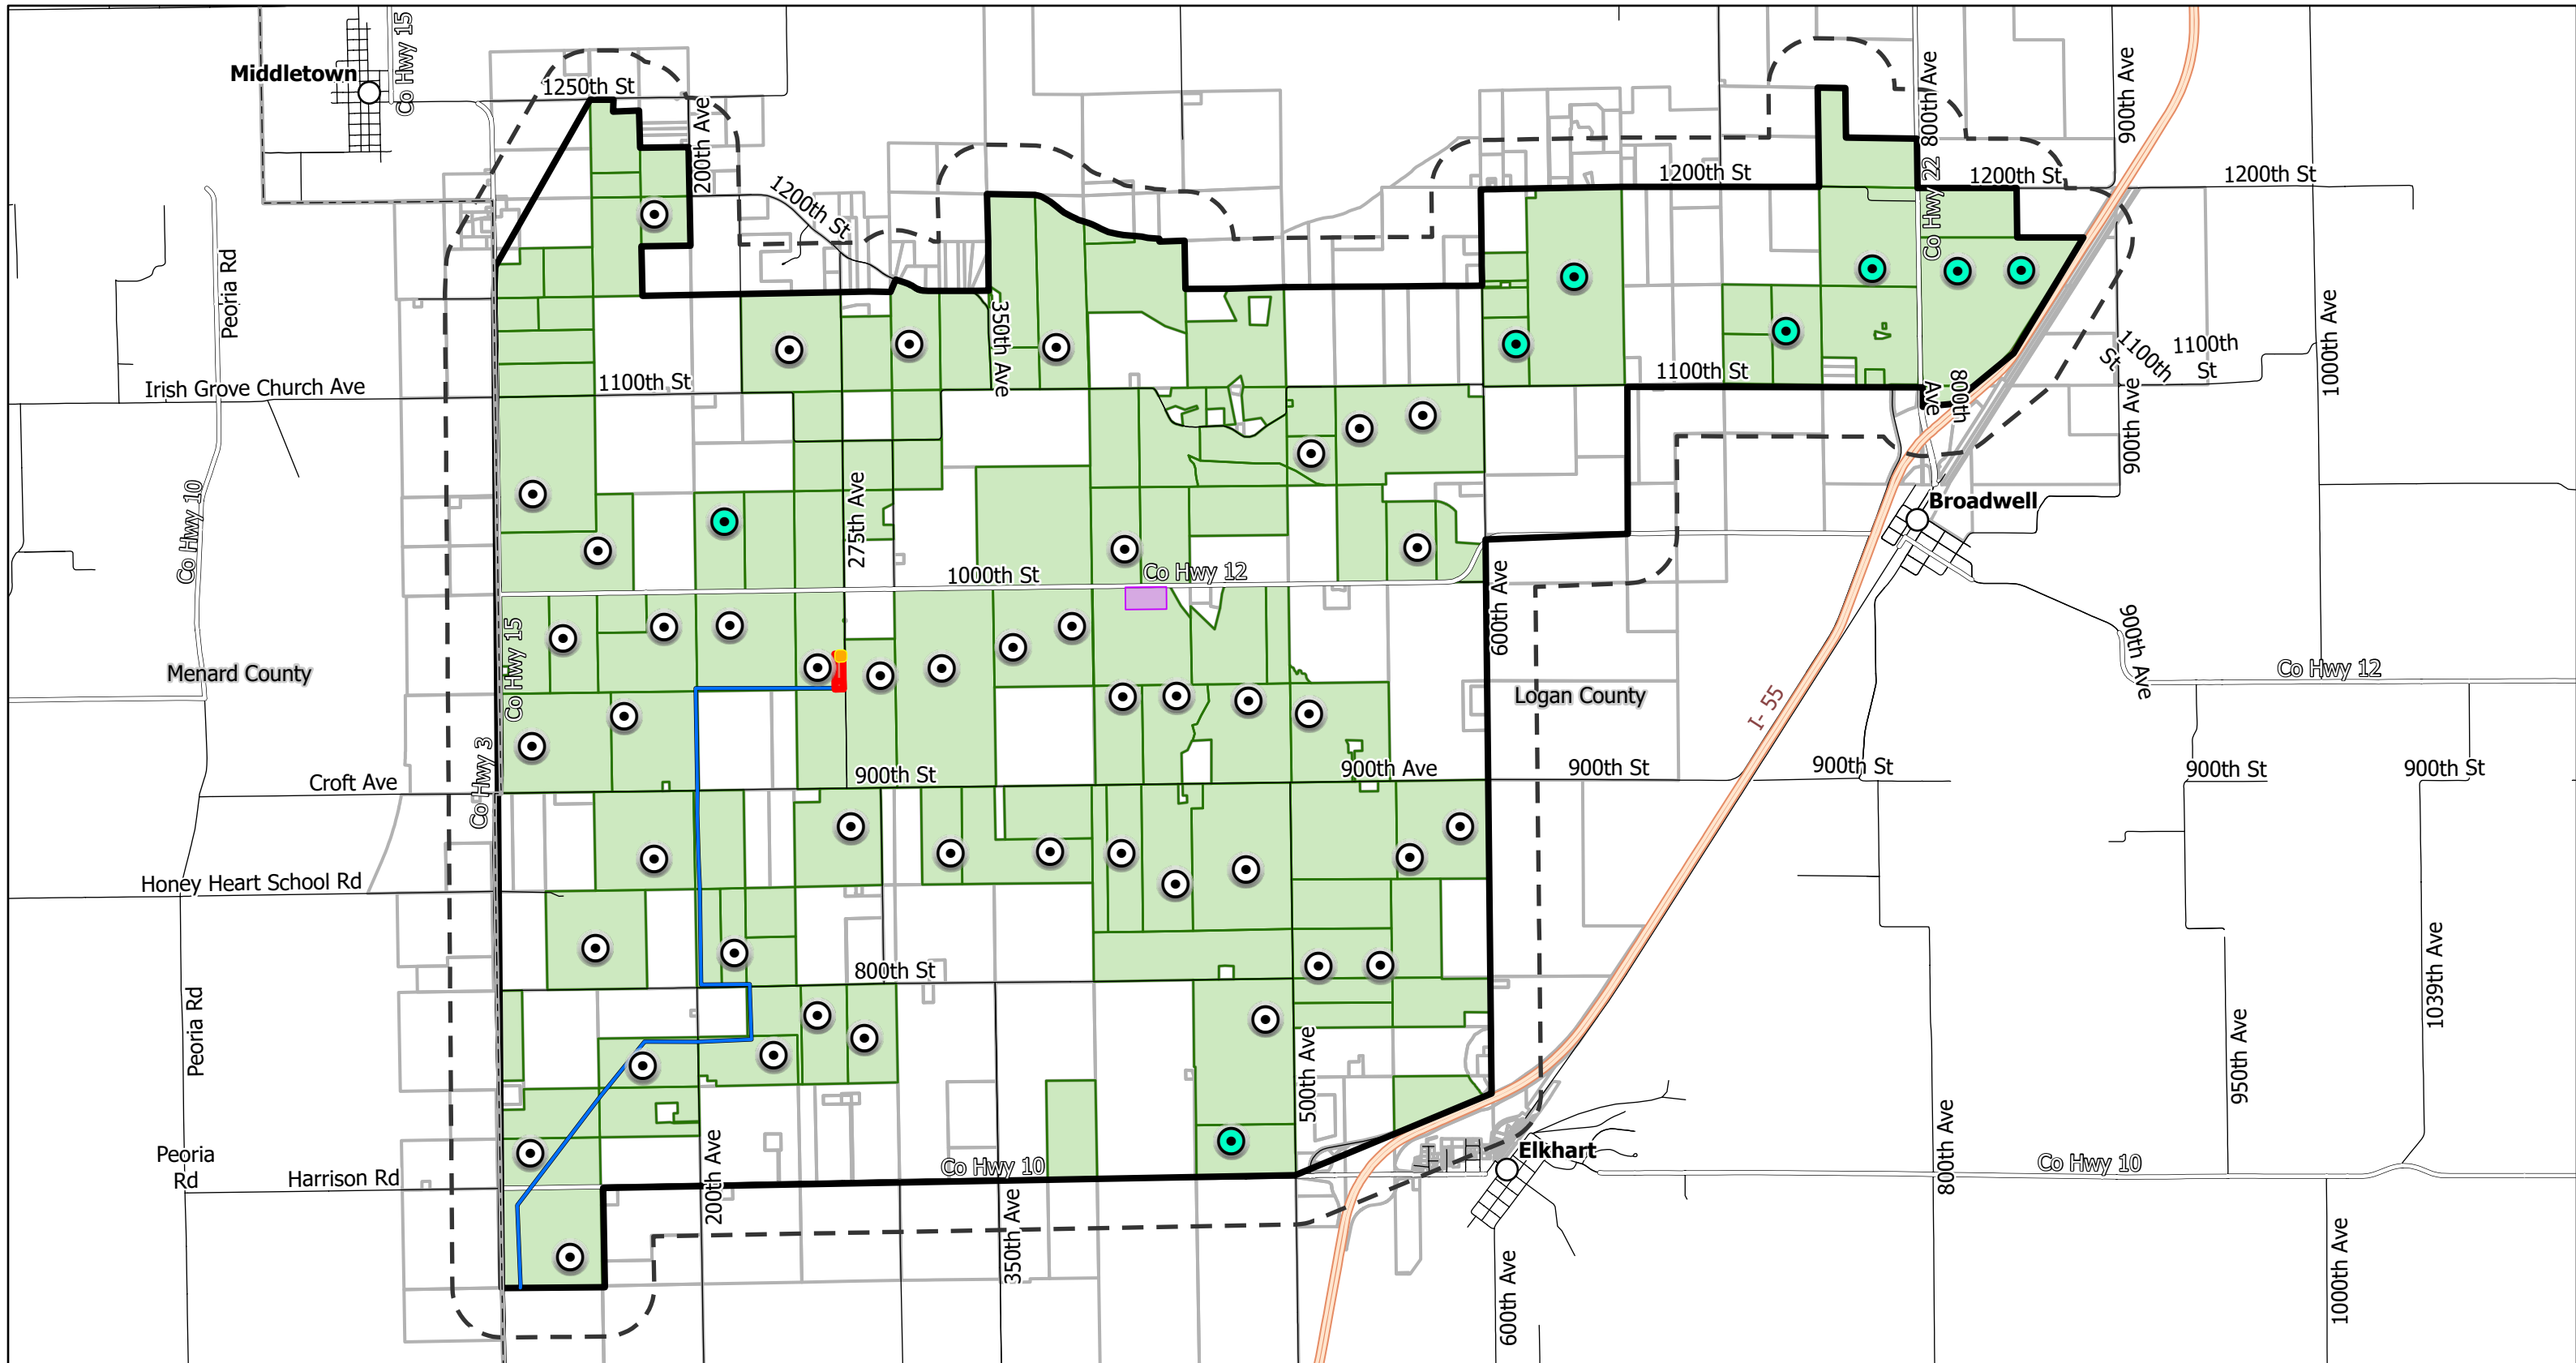 Co Hwy 15
Middletown
1250th St
200th Ave
1200th St
Peoria Rd
350th Ave
Irish Grove Church Ave
1100th St
275th Ave
Co Hwy 10
1000th St
Co Hwy 12
Co Hwy 15
Menard County
Co Hwy 3
Croft Ave
900th St
900th Ave
Honey Heart School Rd
800th St
Peoria Rd
Peoria
Rd
Harrison Rd
200th Ave
Co Hwy 10
350th Ave
500th Ave
Elkhart
600th Ave
800th Ave
900th Ave
1200th St
Co Hwy 22
1200th St
1200th St
1100th St
800th
Ave
1100th
St
1100th
St
900th Ave
1000th Ave
Broadwell
600th Ave
900th Ave
Co Hwy 12
Logan County
I- 55
900th St
900th St
900th St
900th St
1039th Ave
950th Ave
800th Ave
Co Hwy 10
1000th Ave